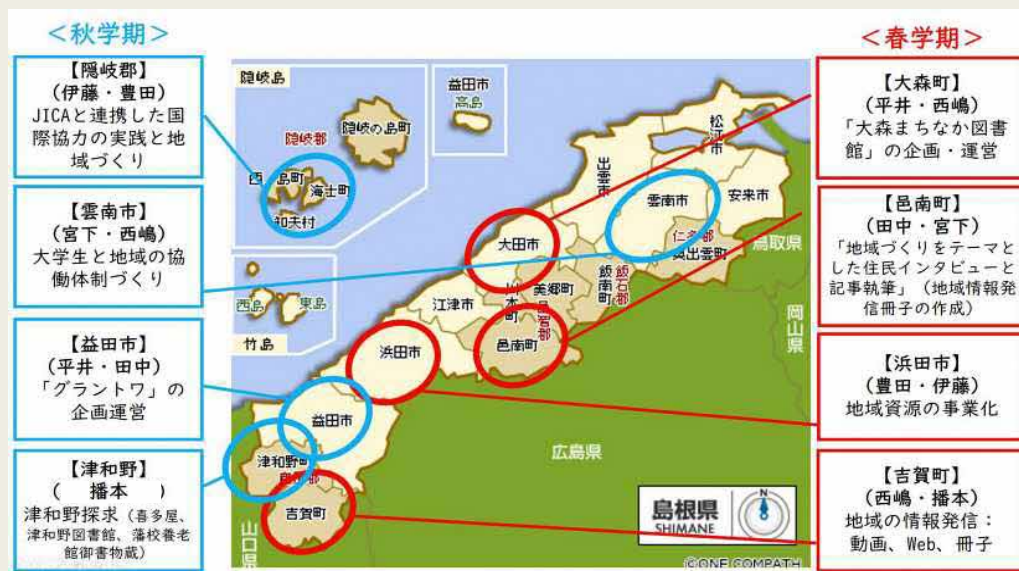 ＜秋学期＞
【隠岐郡】
（伊藤・豊田）
JICAと連携した国
際協力の実践と地
域づくり
【雲南市】
（宮下・西嶋）
大学生と地域の協
働体制づくり
【益田市】
（平井・田中）
「グラントワ」の
企画運営
【津和野】
（　播本　）
津和野探求（喜多屋、
津和野図書館、藩校養老
館御書物蔵）
隠岐島
隠岐の島町
隠岐郡
海士町
知夫村
益田市
高島
西島
東島
竹島
松江市
出雲市
安来市
雲南市
仁多郡
奥出雲町
鳥取県
大田市
飯石郡
飯南町
美郷町
川本町
邑智郡
江津市
邑南町
浜田市
岡山県
益田市
津和野町
吉賀町
広島県
山口県
島根県
SHIMANE
N
©ONE COMPATH
＜春学期＞
【大森町】
（平井・西嶋）
「大森まちなか図書
館」の企画・運営
【邑南町】
（田中・宮下）
「地域づくりをテーマと
した住民インタビューと
記事執筆」（地域情報発
信冊子の作成）
【浜田市】
（豊田・伊藤）
地域資源の事業化
【吉賀町】
（西嶋・播本）
地域の情報発信：
動画、Web、冊子